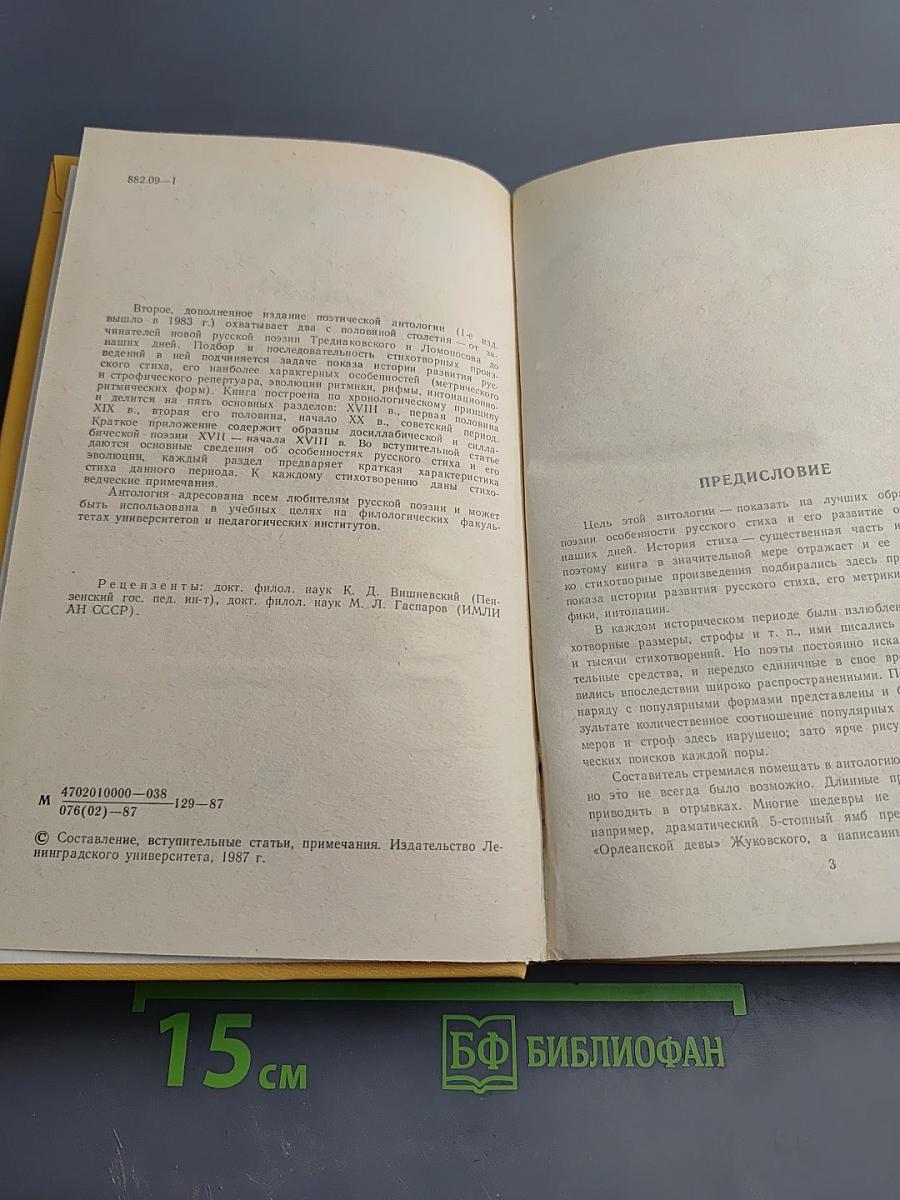 882.09—1
Второе, дополненное издание поэтической антологии (1-е изд.
вышло в 1983 г.) охватывает два с половиной столетия — от за-
чинателей новой русской поэзии Тредиаковского и Ломоносова до
наших дней. Подбор и последовательность стихотворных произ-
ведений в ней подчиняется задаче показа истории развития рус-
ского стиха, его наиболее характерных особенностей (метрического
и строфического репертуара, эволюции ритмики, рифмы, интонационно-
ритмических форм). Книга построена по хронологическому принципу
и делится на пять основных разделов: XVIII в., первая половина
XIX в., вторая его половина, начало XX в., советский период.
Краткое приложение содержит образцы досиллабической и силла-
бической поэзии XVII — начала XVIII в. Во вступительной статье
даются основные сведения об особенностях русского стиха и его
эволюции, каждый раздел предваряет краткая характеристика
стиха данного периода. К каждому стихотворению даны стихо-
ведческие примечания.
Антология адресована всем любителям русской поэзии и может
быть использована в учебных целях на филологических факуль-
тетах университетов и педагогических институтов.
Рецензенты: докт. филол. наук К. Д. Вишневский (Пен-
зенский гос. пед. ин-т), докт. филол. наук М. Л. Гаспаров (ИМЛИ
АН СССР).
М 4702010000—038
076(02)—87 129—87
© Составление, вступительные статьи, примечания. Издательство Ле-
нинградского университета, 1987 г.
ПРЕДИСЛОВИЕ
Цель этой антологии — показать на лучших обра
поэзии особенности русского стиха и его развитие о
наших дней. История стиха — существенная часть и
поэтому книга в значительной мере отражает и ее
ко стихотворные произведения подбирались здесь пр
показа истории развития русского стиха, его метрики
фики, интонации.
В каждом историческом периоде были излюблен
хотворные размеры, строфы и т. п., ими писались
и тысячи стихотворений. Но поэты постоянно иска
тельные средства, и нередко единичные в свое вр
вились впоследствии широко распространенными. П
наряду с популярными формами представлены и б
зультате количественное соотношение популярных
меров и строф здесь нарушено; зато ярче рису
ческих поисков каждой поры.
Составитель стремился помещать в антологию
но это не всегда было возможно. Длинные пр
приводить в отрывках. Многие шедевры не
например, драматический 5-стопный ямб пре
«Орлеанской девы» Жуковского, а написанны
3
15 см
БФ БИБЛИОФАН